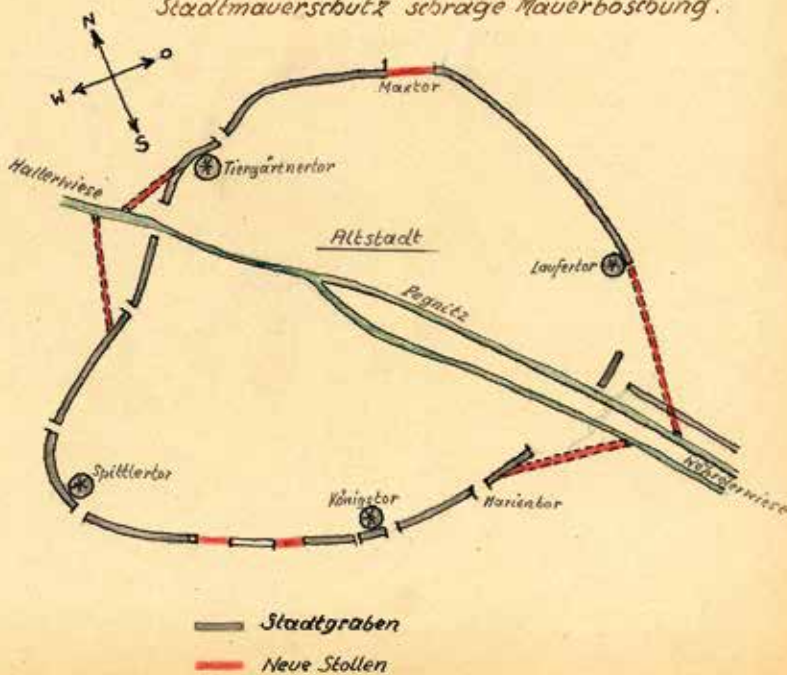 Stadtmauerschutz schräge Mauerböschung.
N
O
W
S
Maxtor
Tiergärtnertor
Hallerwiese
Altstadt
Laufertor
Pegnitz
Wöhrderwiese
Spittlertor
Königstor
Marientor
Stadtgraben
Neue Stollen